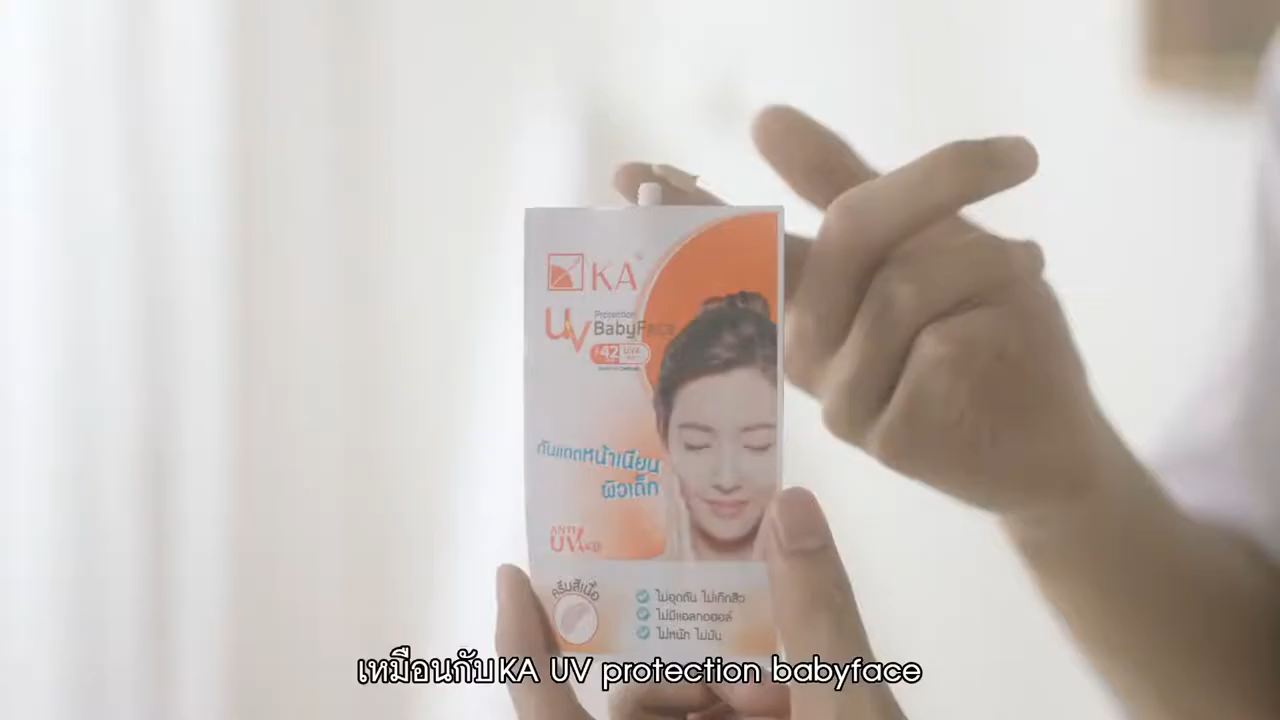 KA
UV Protection
BabyFace
42 UVA
กันแดดหน้าเนียน
ผิวเด็ก
ANTI
UV
ครีมสีเนื้อ
ไม่อุดตัน ไม่เกิดสิว
ไม่มีแอลกอฮอล์
ไม่หนัก ไม่มัน
เหมือนกับ KA UV protection babyface